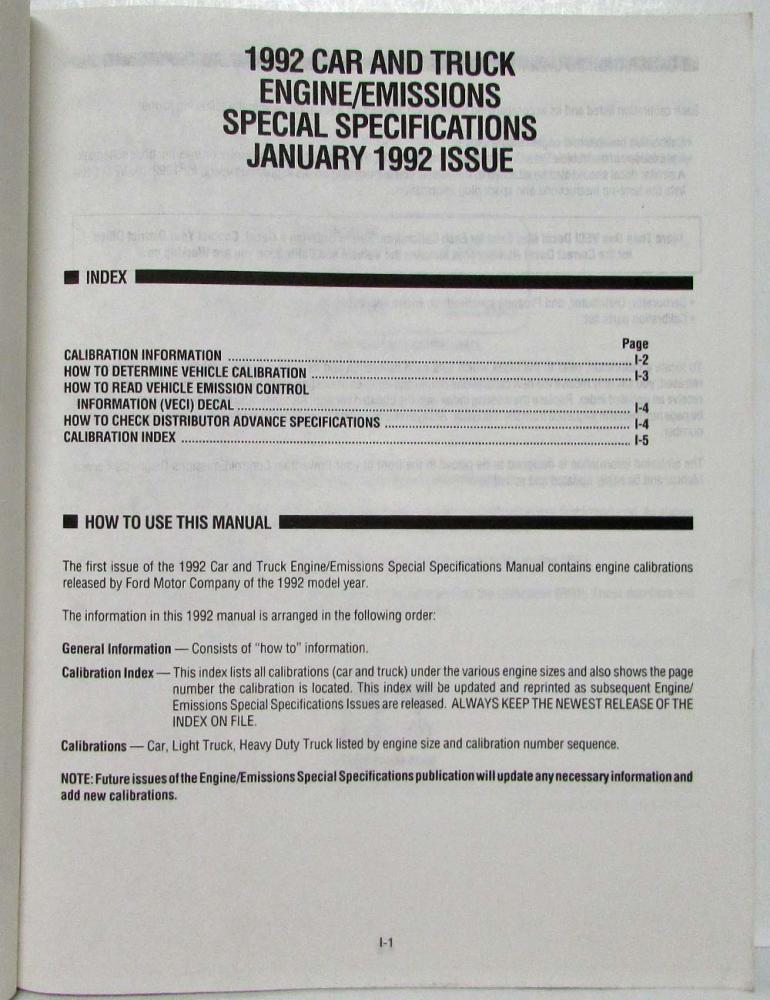 1992 CAR AND TRUCK
ENGINE/EMISSIONS
SPECIAL SPECIFICATIONS
JANUARY 1992 ISSUE
INDEX
Page
CALIBRATION INFORMATION ........ I-2
HOW TO DETERMINE VEHICLE CALIBRATION ........ I-3
HOW TO READ VEHICLE EMISSION CONTROL
INFORMATION (VECI) DECAL ........ I-4
HOW TO CHECK DISTRIBUTOR ADVANCE SPECIFICATIONS ........ I-4
CALIBRATION INDEX ........ I-5
HOW TO USE THIS MANUAL
The first issue of the 1992 Car and Truck Engine/Emissions Special Specifications Manual contains engine calibrations
released by Ford Motor Company of the 1992 model year.
The information in this 1992 manual is arranged in the following order:
General Information — Consists of "how to" information.
Calibration Index — This index lists all calibrations (car and truck) under the various engine sizes and also shows the page
number the calibration is located. This index will be updated and reprinted as subsequent Engine/
Emissions Special Specifications Issues are released. ALWAYS KEEP THE NEWEST RELEASE OF THE
INDEX ON FILE.
Calibrations — Car, Light Truck, Heavy Duty Truck listed by engine size and calibration number sequence.
NOTE: Future issues of the Engine/Emissions Special Specifications publication will update any necessary information and
add new calibrations.
I-1